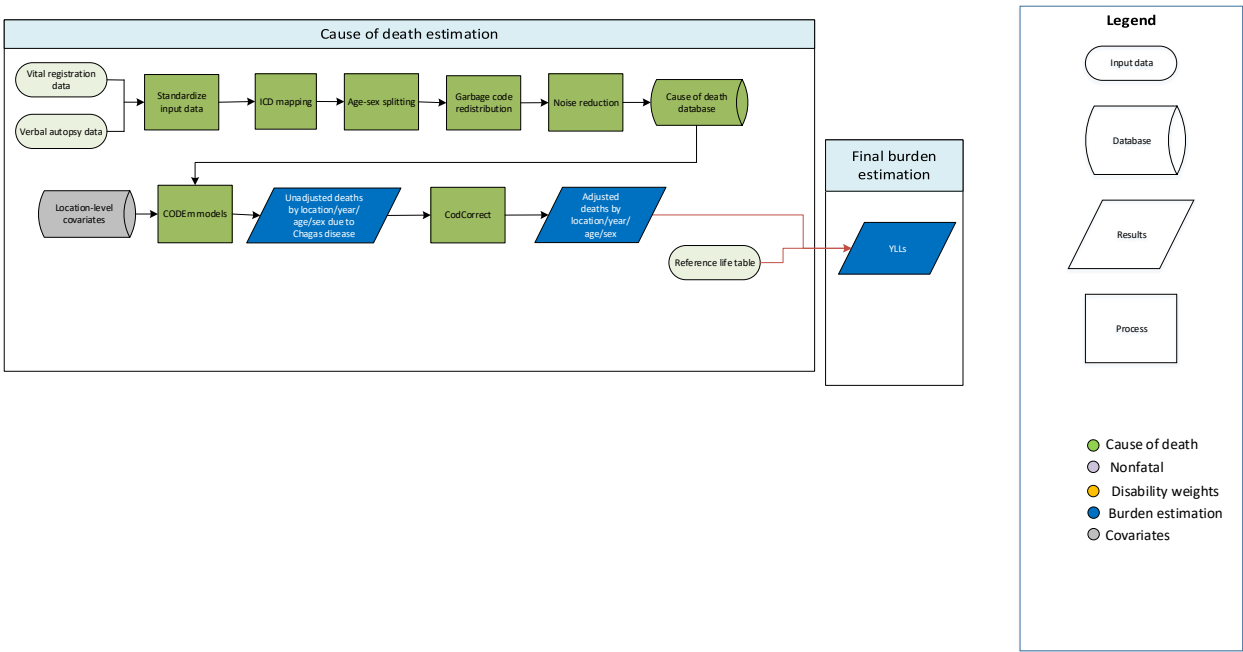 Cause of death estimation
Vital registration
data
Verbal autopsy data
Standardize
input data
ICD mapping
Age-sex splitting
Garbage code
redistribution
Noise reduction
Cause of death
database
Location-level
covariates
CODEm models
Unadjusted deaths
by location/year/
age/sex due to
Chagas disease
CodCorrect
Adjusted
deaths by
location/year/
age/sex
Reference life table
Final burden
estimation
YLLs
Legend
Input data
Database
Results
Process
Cause of death
Nonfatal
Disability weights
Burden estimation
Covariates